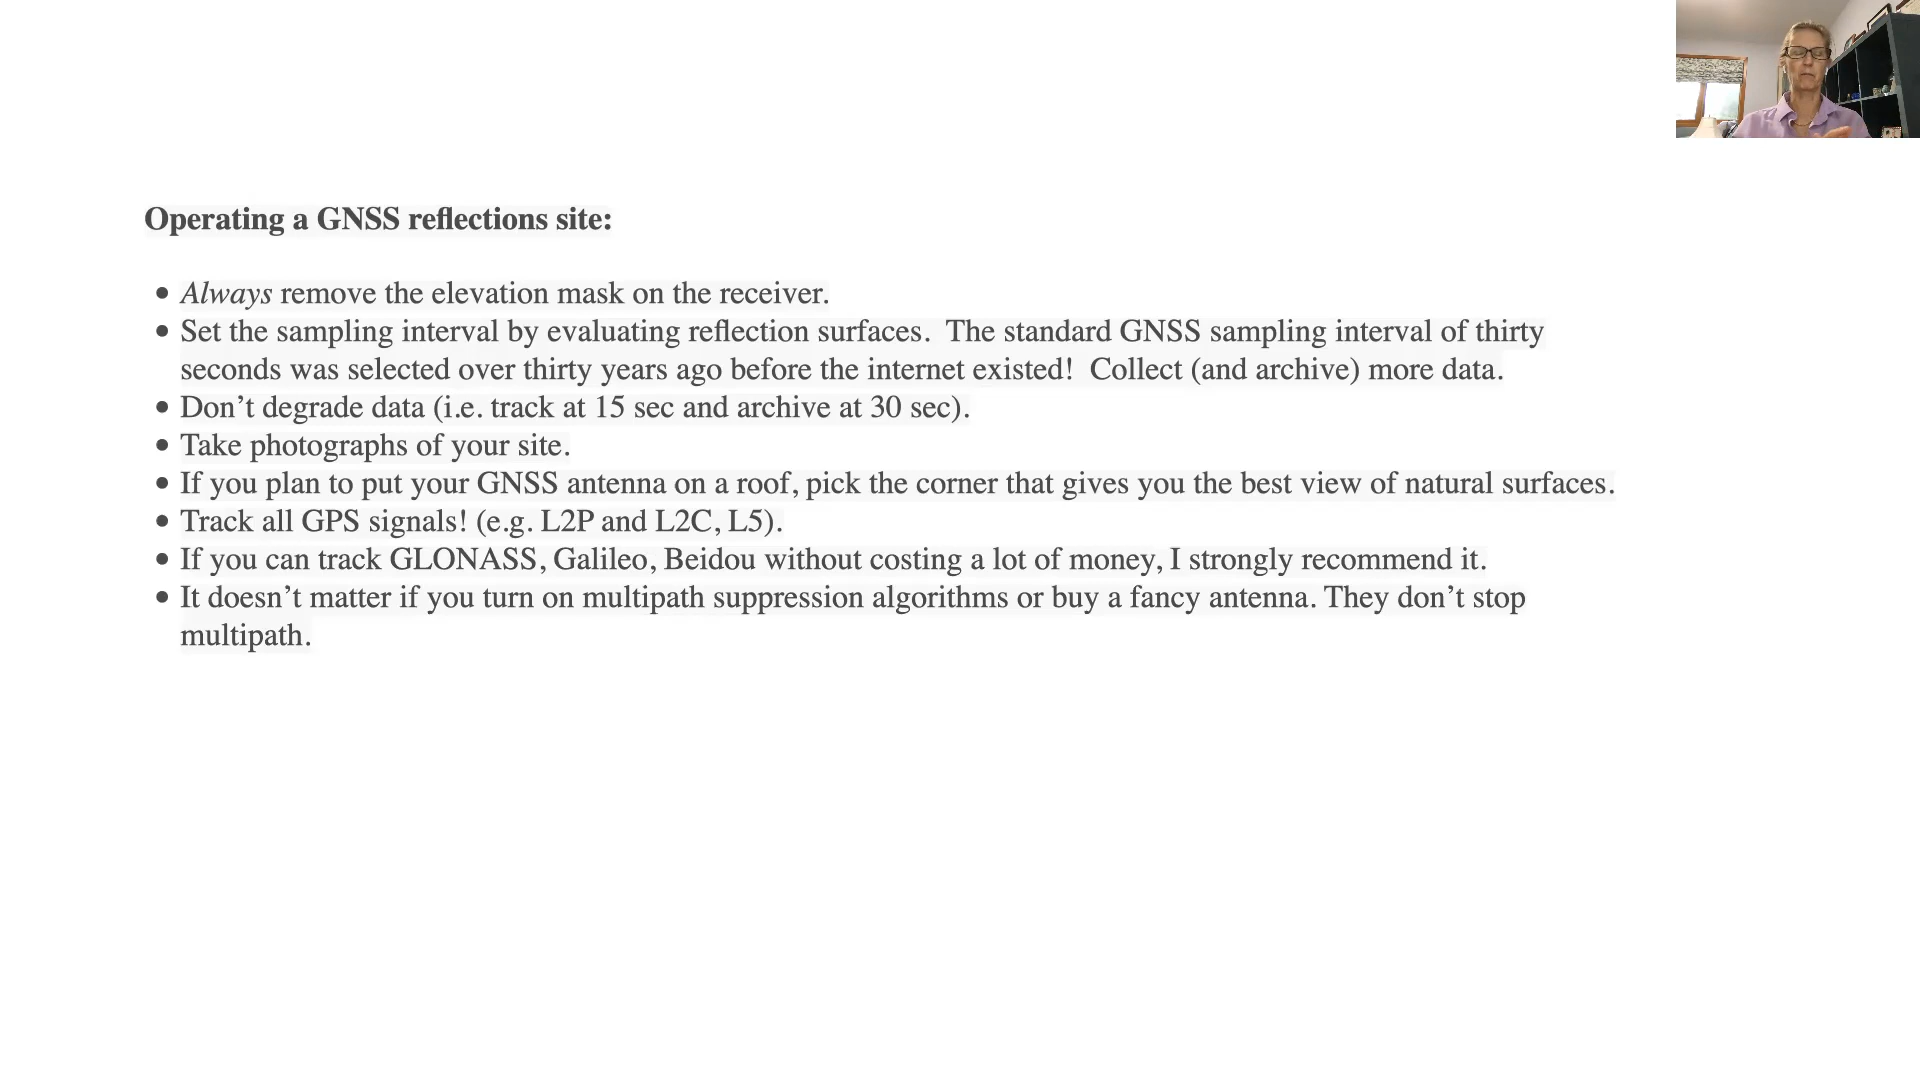 Operating a GNSS reflections site:
• Always remove the elevation mask on the receiver.
• Set the sampling interval by evaluating reflection surfaces.  The standard GNSS sampling interval of thirty
seconds was selected over thirty years ago before the internet existed!  Collect (and archive) more data.
• Don’t degrade data (i.e. track at 15 sec and archive at 30 sec).
• Take photographs of your site.
• If you plan to put your GNSS antenna on a roof, pick the corner that gives you the best view of natural surfaces.
• Track all GPS signals! (e.g. L2P and L2C, L5).
• If you can track GLONASS, Galileo, Beidou without costing a lot of money, I strongly recommend it.
• It doesn’t matter if you turn on multipath suppression algorithms or buy a fancy antenna. They don’t stop
multipath.